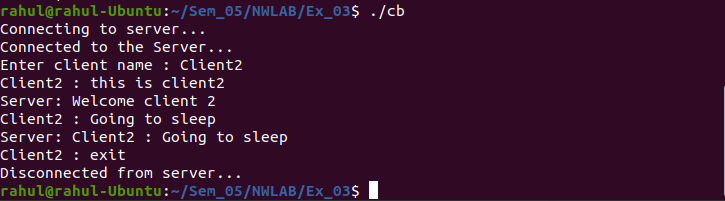 rahul@rahul-Ubuntu:~/Sem_05/NWLAB/Ex_03$ ./cb
Connecting to server...
Connected to the Server...
Enter client name : Client2
Client2 : this is client2
Server: Welcome client 2
Client2 : Going to sleep
Server: Client2 : Going to sleep
Client2 : exit
Disconnected from server...
rahul@rahul-Ubuntu:~/Sem_05/NWLAB/Ex_03$